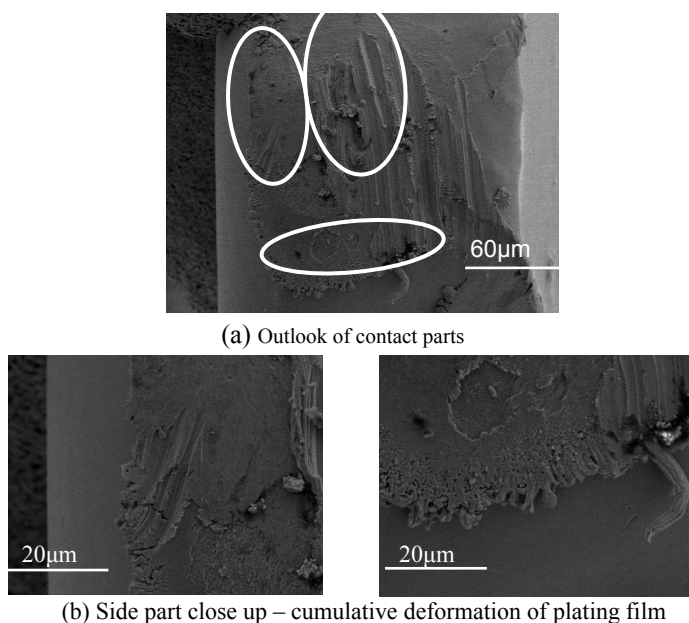 60μm
(a) Outlook of contact parts
20μm
20μm
(b) Side part close up – cumulative deformation of plating film